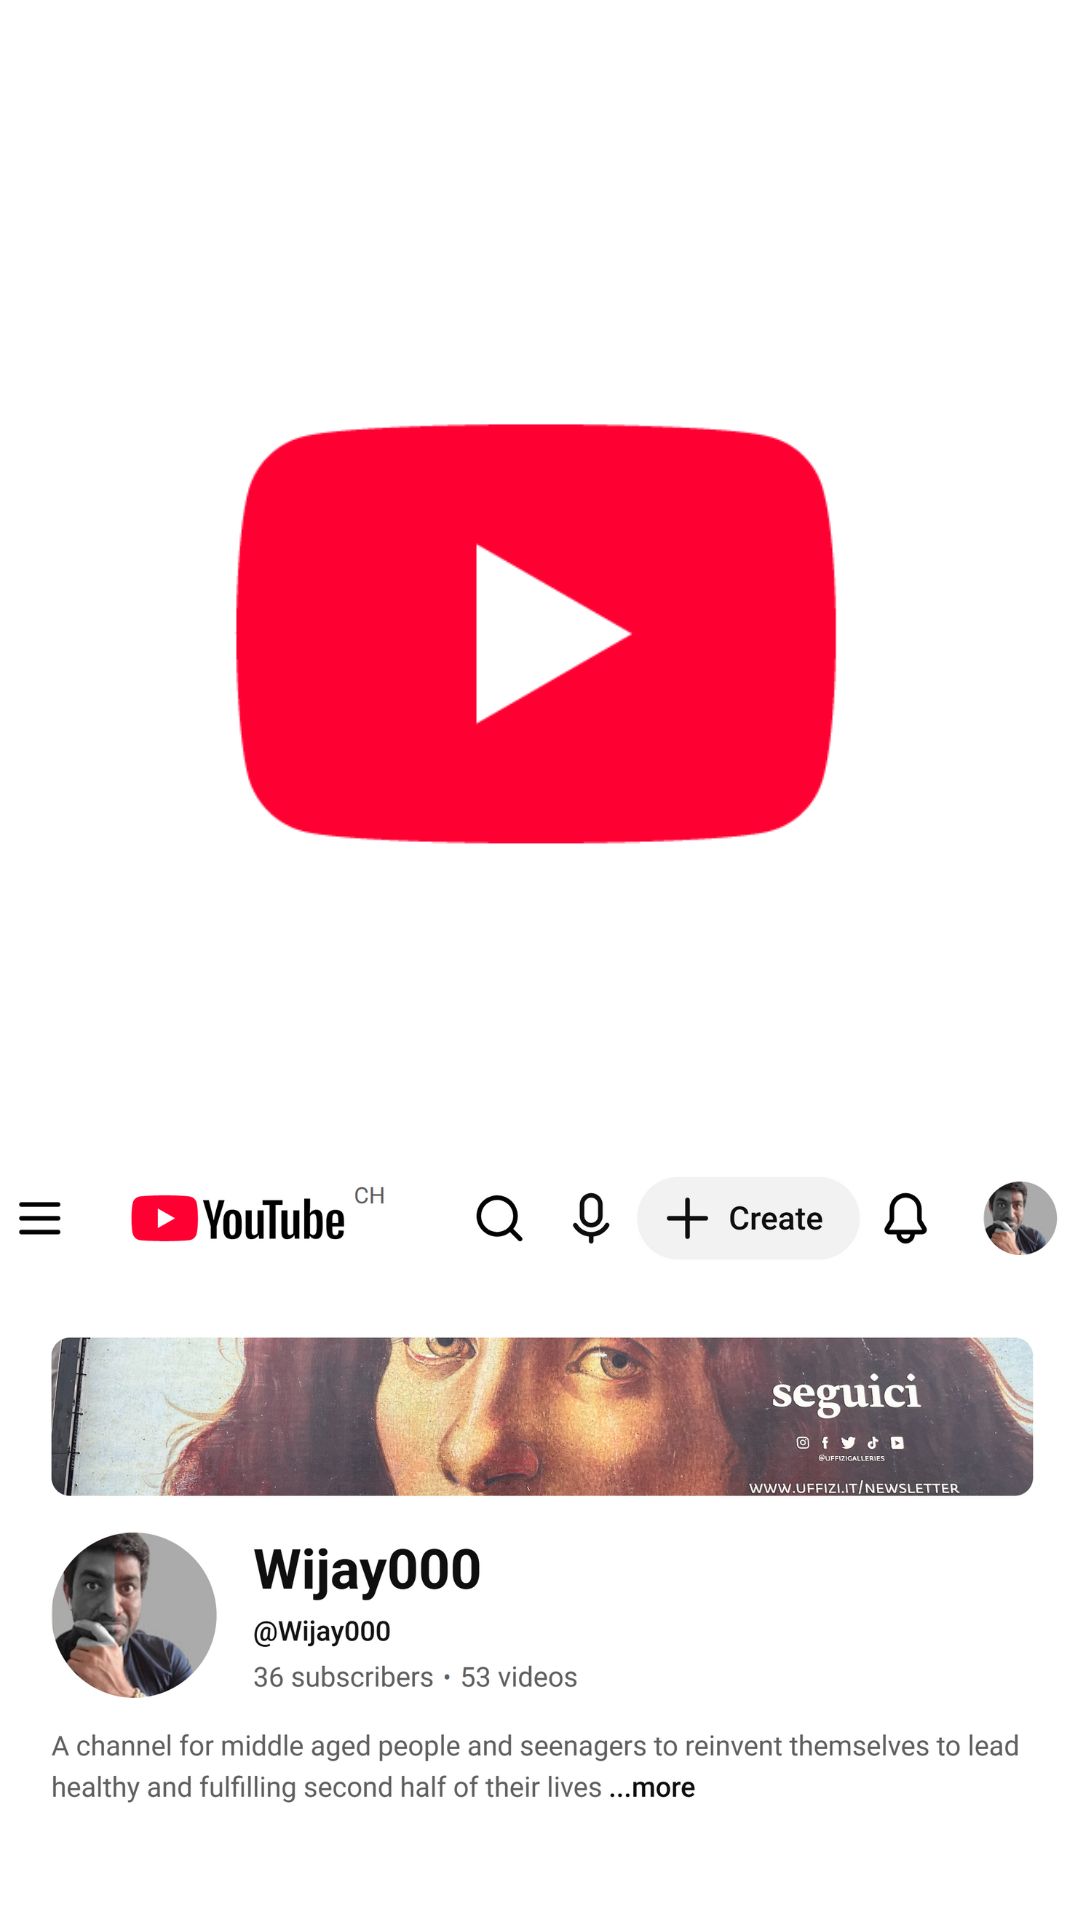 YouTube CH
Create
seguici
@UFFIZIGALLERIES
WWW.UFFIZI.IT/NEWSLETTER
Wijay000
@Wijay000
36 subscribers • 53 videos
A channel for middle aged people and seenagers to reinvent themselves to lead
healthy and fulfilling second half of their lives ...more